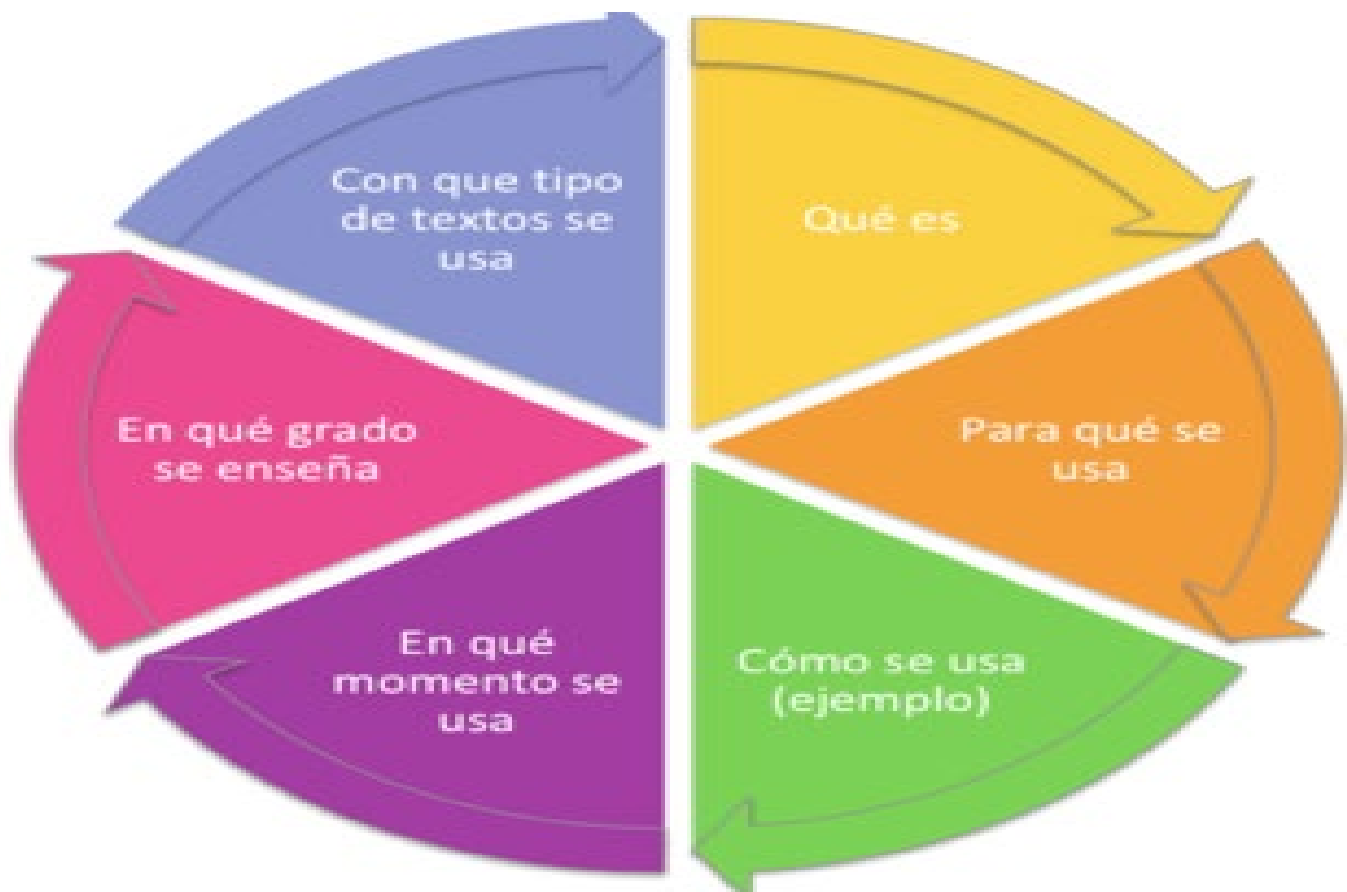 Qué es
Para qué se
usa
Cómo se usa
(ejemplo)
En qué
momento se
usa
En qué grado
se enseña
Con que tipo
de textos se
usa